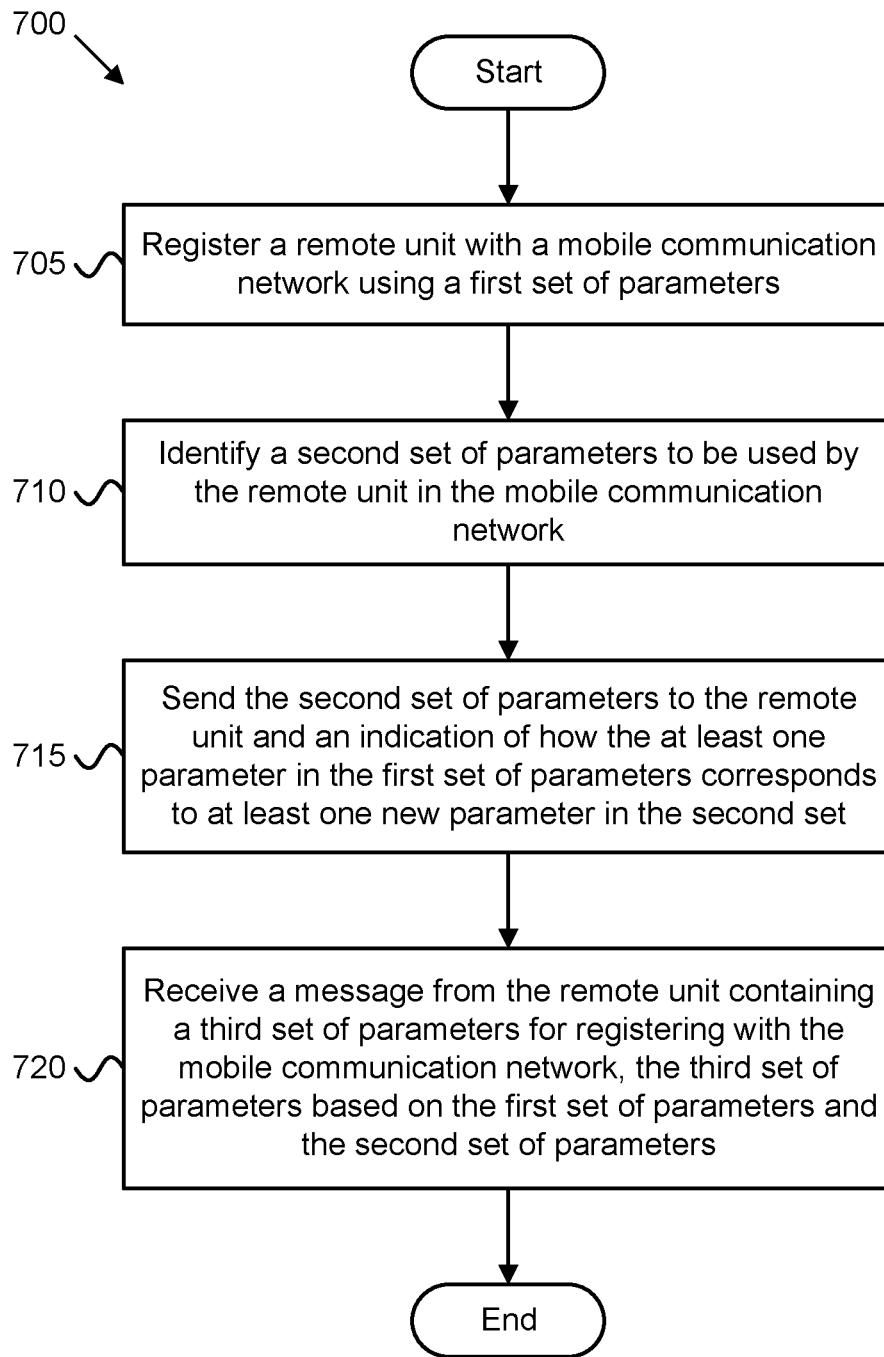 700
Start
705
Register a remote unit with a mobile communication
network using a first set of parameters
710
Identify a second set of parameters to be used by
the remote unit in the mobile communication
network
715
Send the second set of parameters to the remote
unit and an indication of how the at least one
parameter in the first set of parameters corresponds
to at least one new parameter in the second set
720
Receive a message from the remote unit containing
a third set of parameters for registering with the
mobile communication network, the third set of
parameters based on the first set of parameters and
the second set of parameters
End